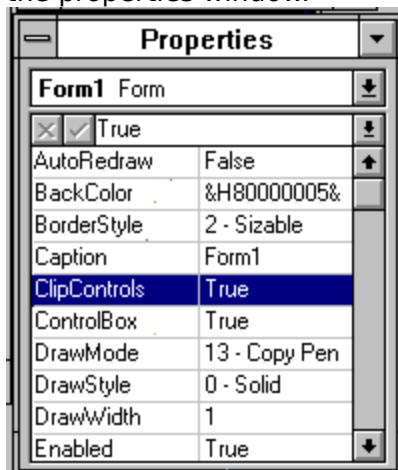 the properties window.
Properties
Form1 Form
True
AutoRedraw False
BackColor &H80000005&
BorderStyle 2 - Sizable
Caption Form1
ClipControls True
ControlBox True
DrawMode 13 - Copy Pen
DrawStyle 0 - Solid
DrawWidth 1
Enabled True